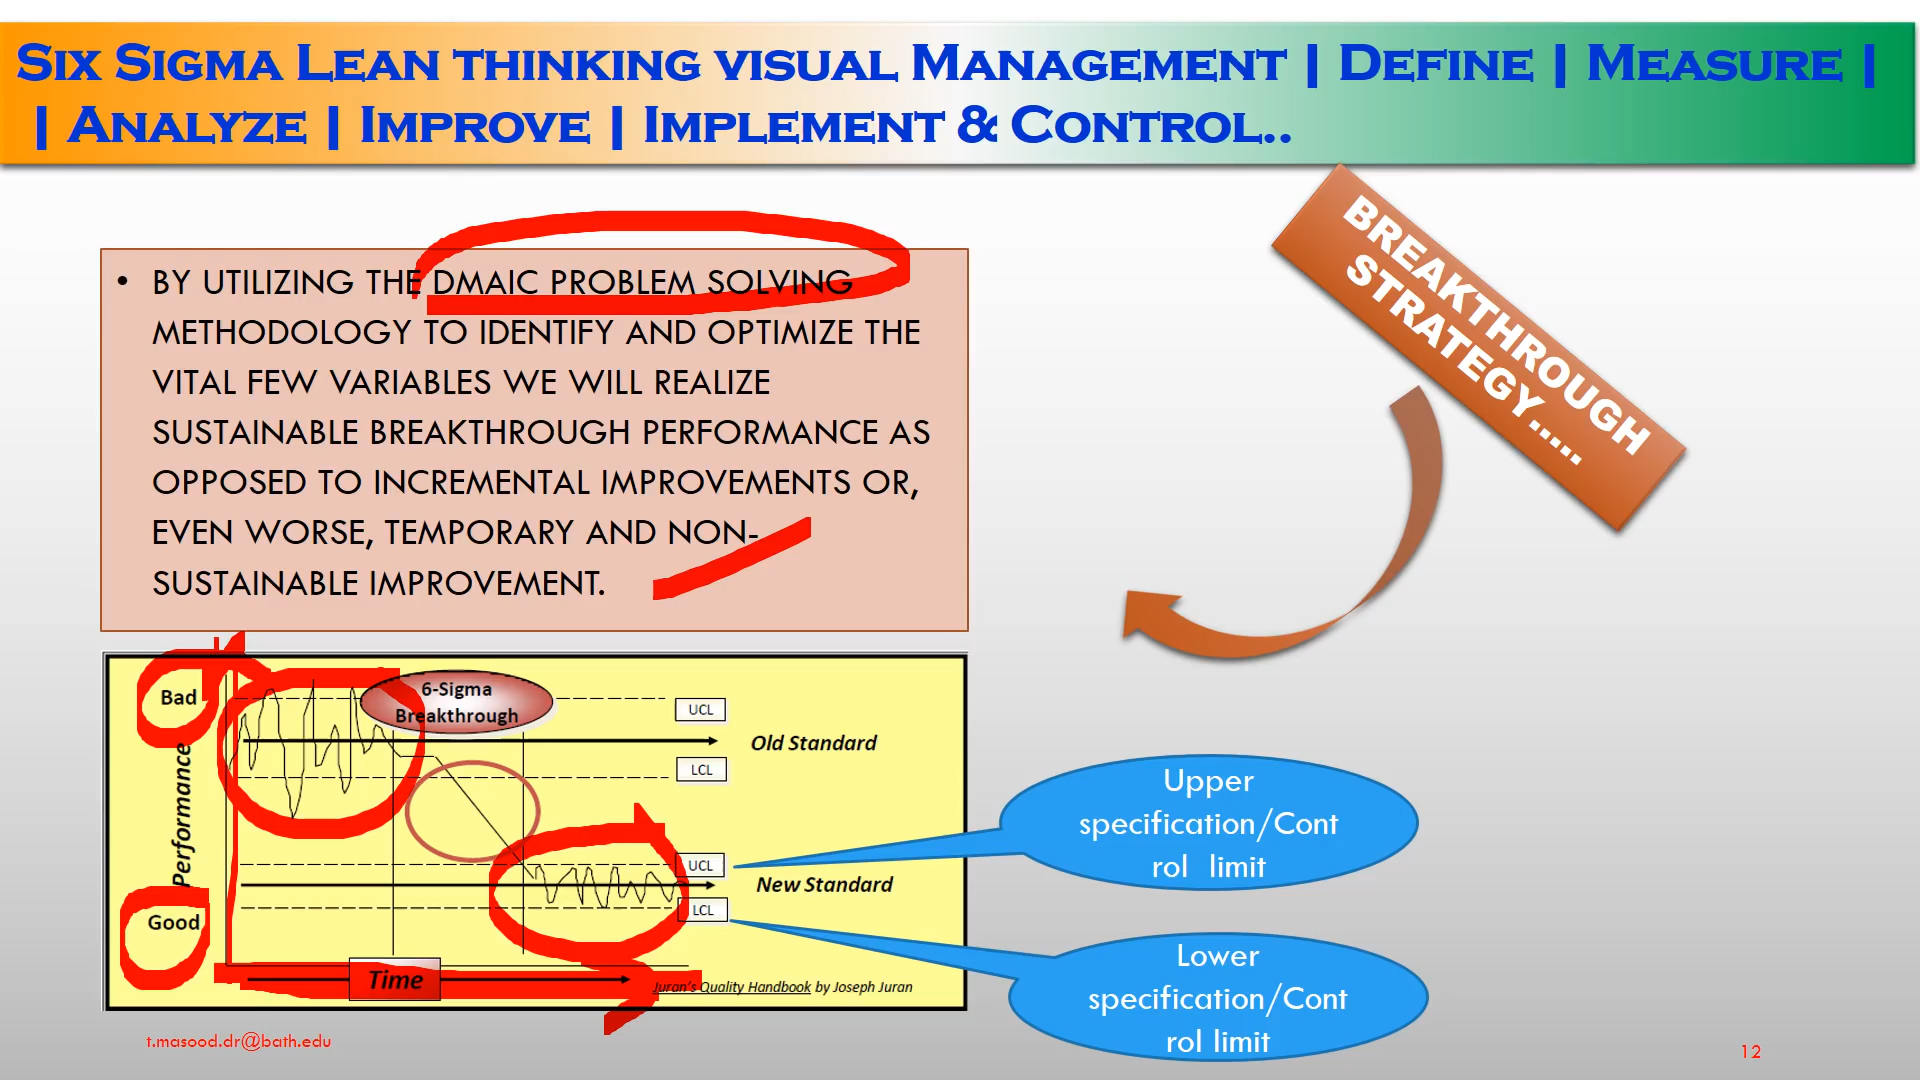 Six Sigma Lean thinking visual Management | Define | Measure |
| Analyze | Improve | Implement & Control..
BREAKTHROUGH
STRATEGY.....
• BY UTILIZING THE DMAIC PROBLEM SOLVING
METHODOLOGY TO IDENTIFY AND OPTIMIZE THE
VITAL FEW VARIABLES WE WILL REALIZE
SUSTAINABLE BREAKTHROUGH PERFORMANCE AS
OPPOSED TO INCREMENTAL IMPROVEMENTS OR,
EVEN WORSE, TEMPORARY AND NON-
SUSTAINABLE IMPROVEMENT.
Bad
6-Sigma
Breakthrough
UCL
Old Standard
LCL
Performance
UCL
New Standard
LCL
Good
Time
Juran's Quality Handbook by Joseph Juran
Upper
specification/Cont
rol limit
Lower
specification/Cont
rol limit
t.masood.dr@bath.edu
12